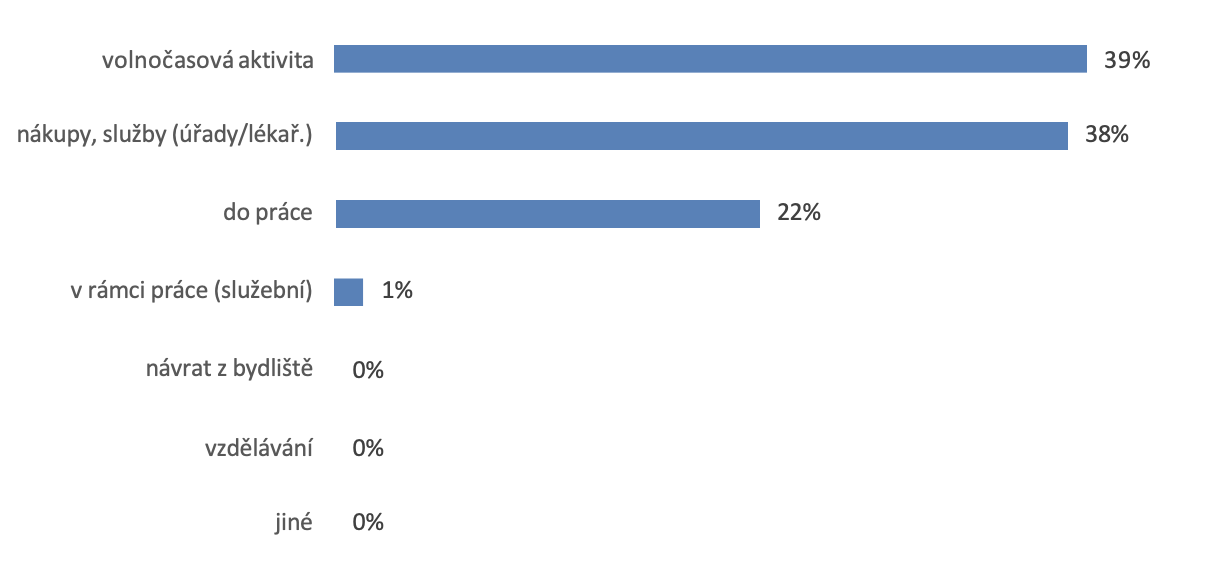 volnočasová aktivita 39%
nákupy, služby (úřady/lékař.) 38%
do práce 22%
v rámci práce (služební) 1%
návrat z bydliště 0%
vzdělávání 0%
jiné 0%